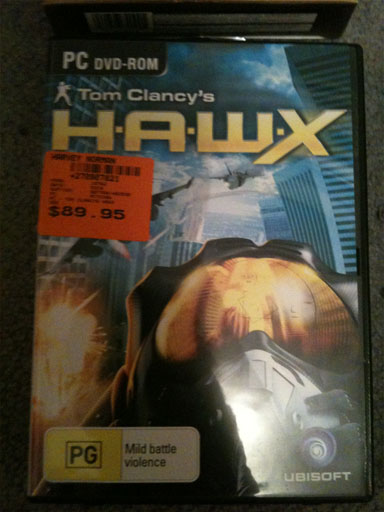 PC DVD-ROM
Tom Clancy's
H·A·W·X
HARVEY NORMAN
$89.95
PG
Mild battle
violence
UBISOFT